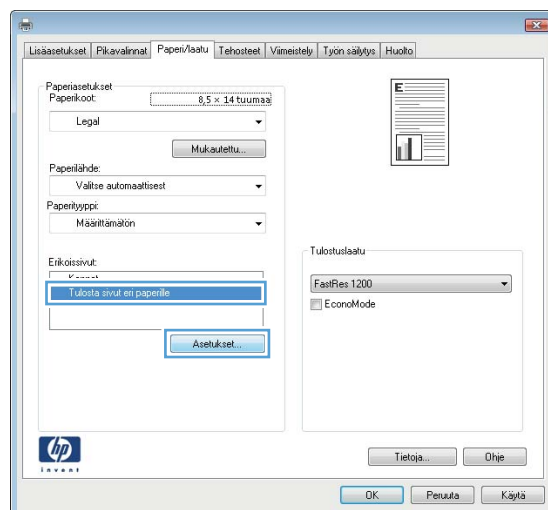 Lisäasetukset Pikavalinnat Paperi/laatu Tehosteet Viimeistely Työn säilytys Huolto
Paperiasetukset
Paperikoot: 8,5 × 14 tuumaa
Legal
Mukautettu...
Paperilähde:
Valitse automaattisest
Paperityyppi:
Määrittämätön
Erikoissivut:
Kannet
Tulosta sivut eri paperille
Asetukset...
E
Tulostuslaatu
FastRes 1200
EconoMode
hp
invent
Tietoja... Ohje
OK Peruuta Käytä